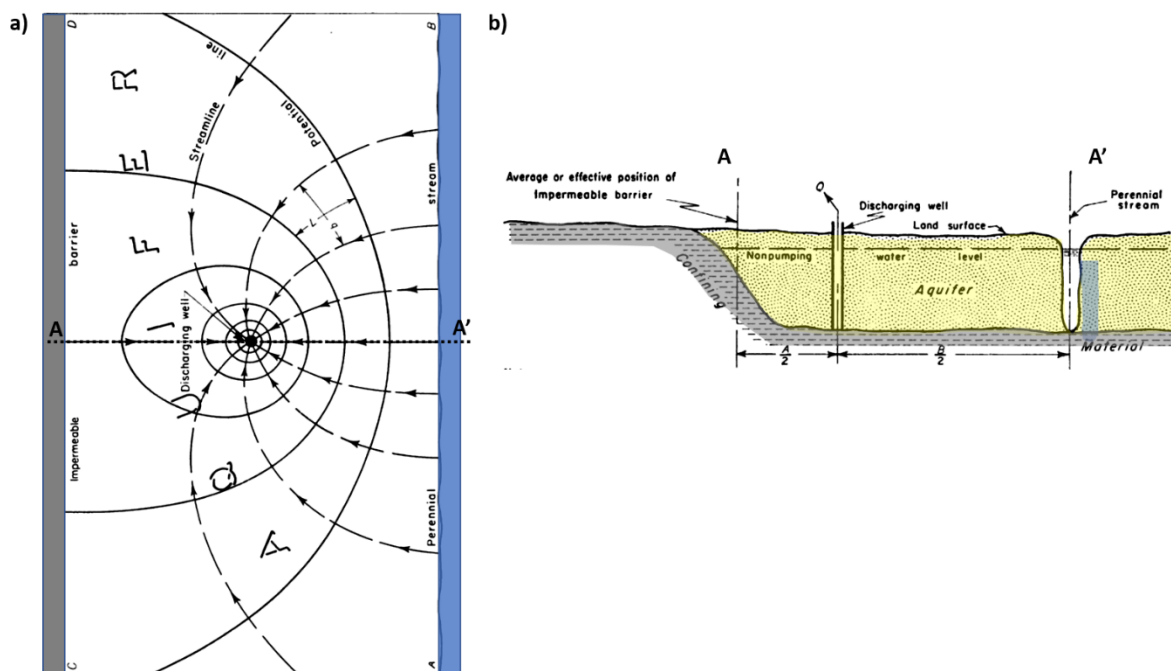 a)
D
B
line
R
Streamline
Potential
E
stream
barrier
F
L
b
A
A'
I
Discharging well
U
Impermeable
Q
Perennial
A
C
A
b)
A
A'
Average or effective position of
Impermeable barrier
Q
Discharging well
Land surface
Perennial
stream
Nonpumping water level
Confining
Aquifer
Material
A
2
B
2